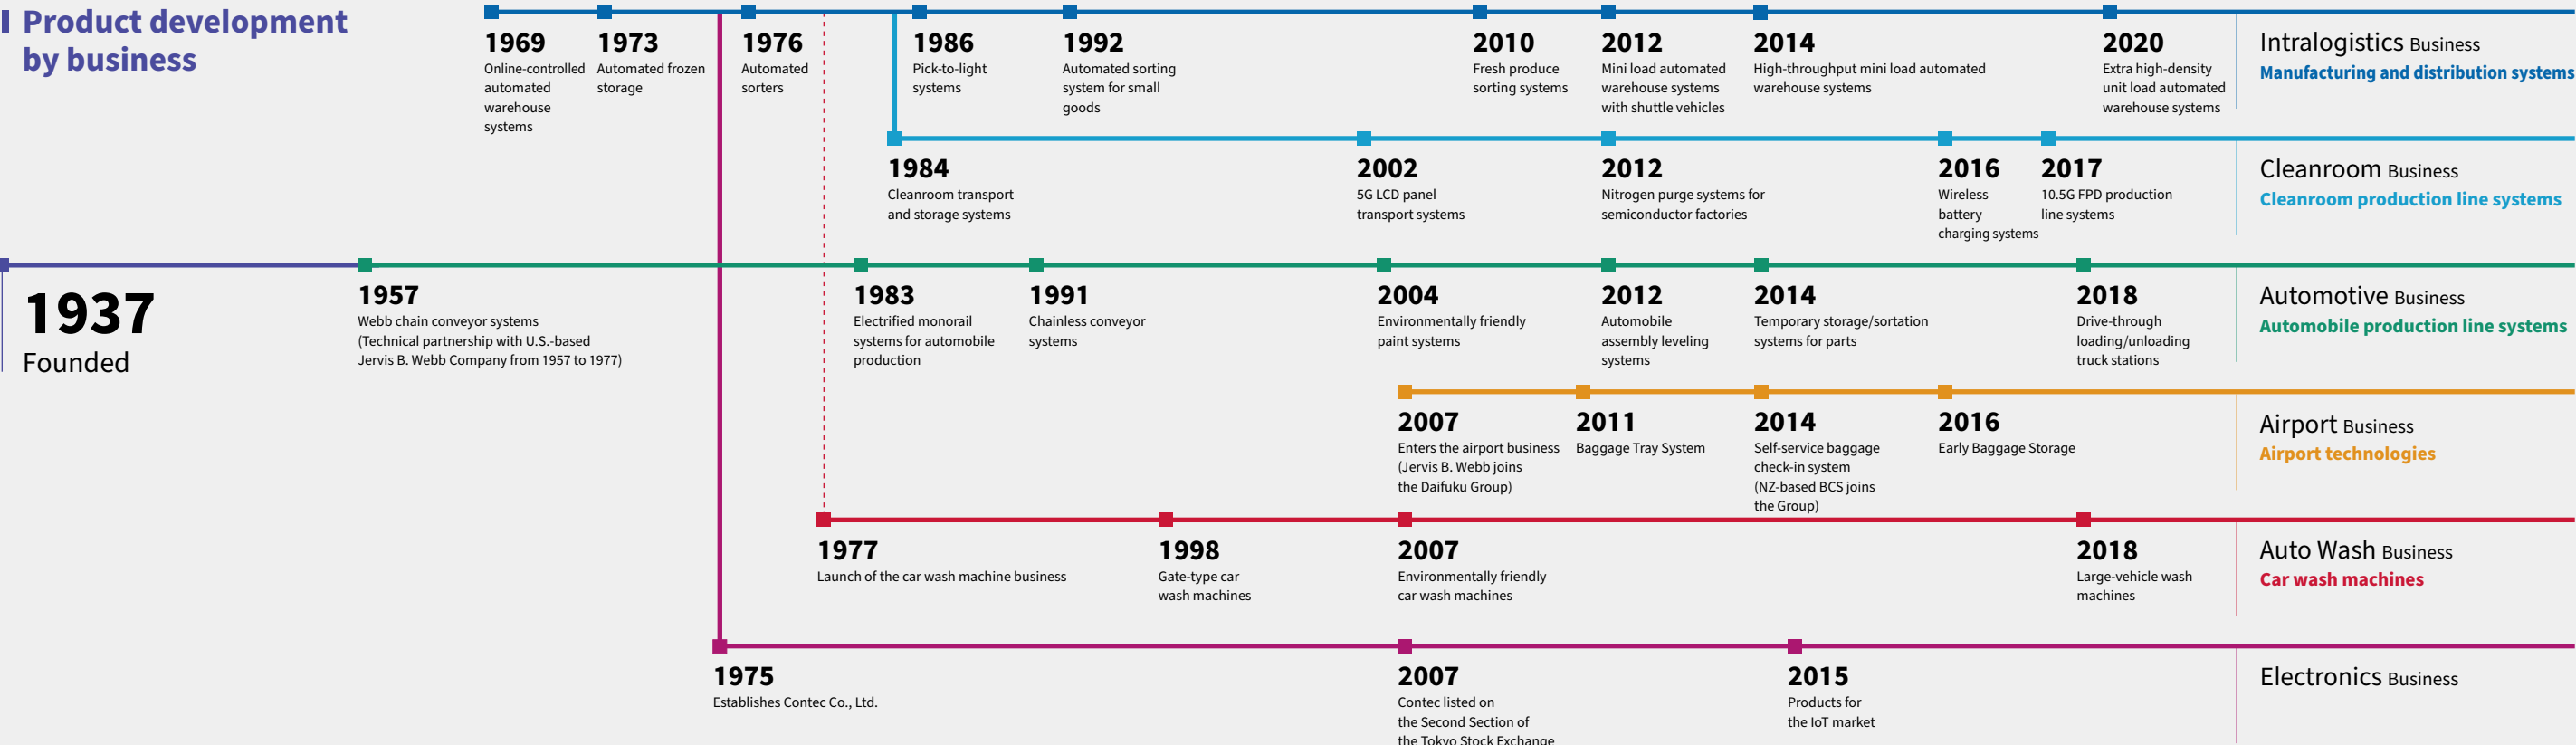 Product development
by business
1969
Online-controlled
automated
warehouse
systems
1973
Automated frozen
storage
1976
Automated
sorters
1986
Pick-to-light
systems
1992
Automated sorting
system for small
goods
2010
Fresh produce
sorting systems
2012
Mini load automated
warehouse systems
with shuttle vehicles
2014
High-throughput mini load automated
warehouse systems
2020
Extra high-density
unit load automated
warehouse systems
Intralogistics Business
Manufacturing and distribution systems
1984
Cleanroom transport
and storage systems
2002
5G LCD panel
transport systems
2012
Nitrogen purge systems for
semiconductor factories
2016
Wireless
battery
charging systems
2017
10.5G FPD production
line systems
Cleanroom Business
Cleanroom production line systems
1937
Founded
1957
Webb chain conveyor systems
(Technical partnership with U.S.-based
Jervis B. Webb Company from 1957 to 1977)
1983
Electrified monorail
systems for automobile
production
1991
Chainless conveyor
systems
2004
Environmentally friendly
paint systems
2012
Automobile
assembly leveling
systems
2014
Temporary storage/sortation
systems for parts
2018
Drive-through
loading/unloading
truck stations
Automotive Business
Automobile production line systems
2007
Enters the airport business
(Jervis B. Webb joins
the Daifuku Group)
2011
Baggage Tray System
2014
Self-service baggage
check-in system
(NZ-based BCS joins
the Group)
2016
Early Baggage Storage
Airport Business
Airport technologies
1977
Launch of the car wash machine business
1998
Gate-type car
wash machines
2007
Environmentally friendly
car wash machines
2018
Large-vehicle wash
machines
Auto Wash Business
Car wash machines
1975
Establishes Contec Co., Ltd.
2007
Contec listed on
the Second Section of
the Tokyo Stock Exchange
2015
Products for
the IoT market
Electronics Business